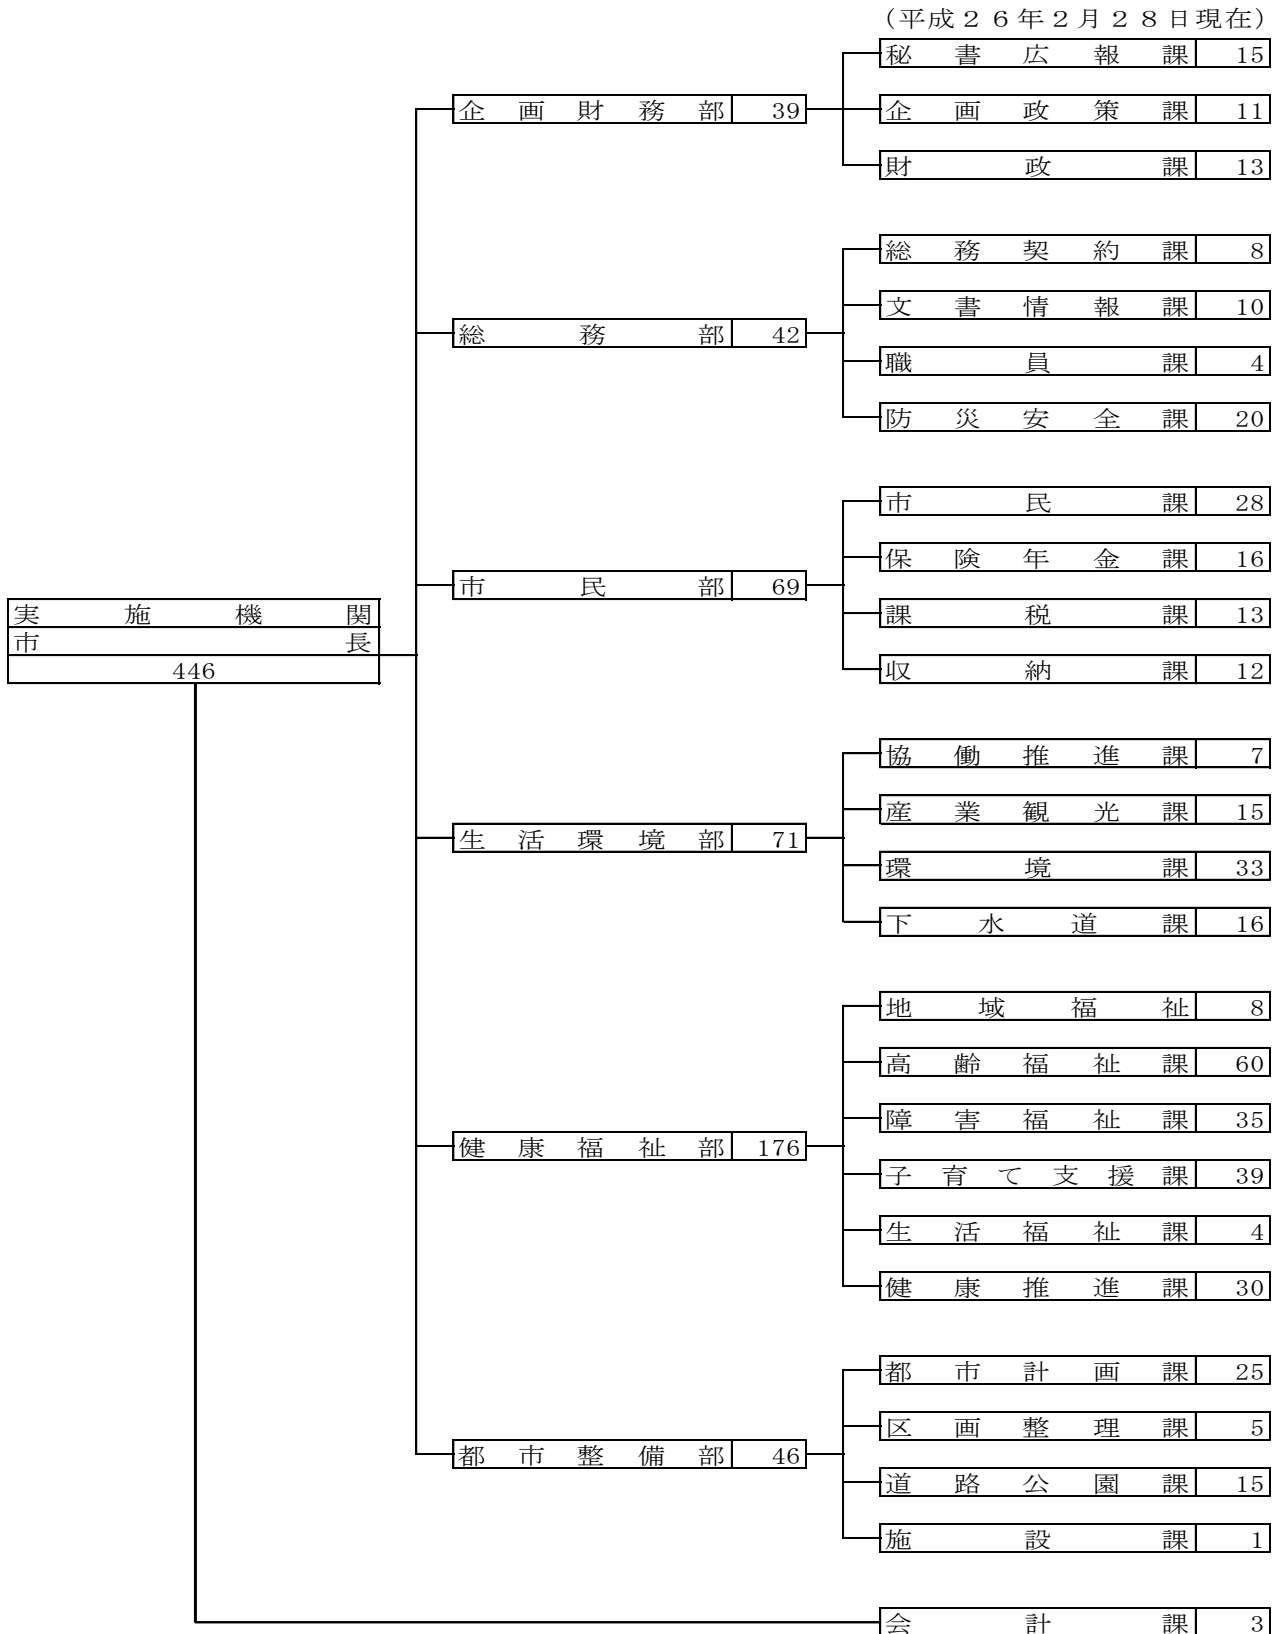 (平成２６年２月２８日現在)
秘書広報課 15
企画財務部 39
企画政策課 11
財政課 13
総務契約課 8
文書情報課 10
総務部 42
職員課 4
防災安全課 20
市民課 28
保険年金課 16
市民部 69
実施機関
課税課 13
市長
446
収納課 12
協働推進課 7
産業観光課 15
生活環境部 71
環境課 33
下水道課 16
地域福祉 8
高齢福祉課 60
障害福祉課 35
健康福祉部 176
子育て支援課 39
生活福祉課 4
健康推進課 30
都市計画課 25
区画整理課 5
都市整備部 46
道路公園課 15
施設課 1
会計課 3